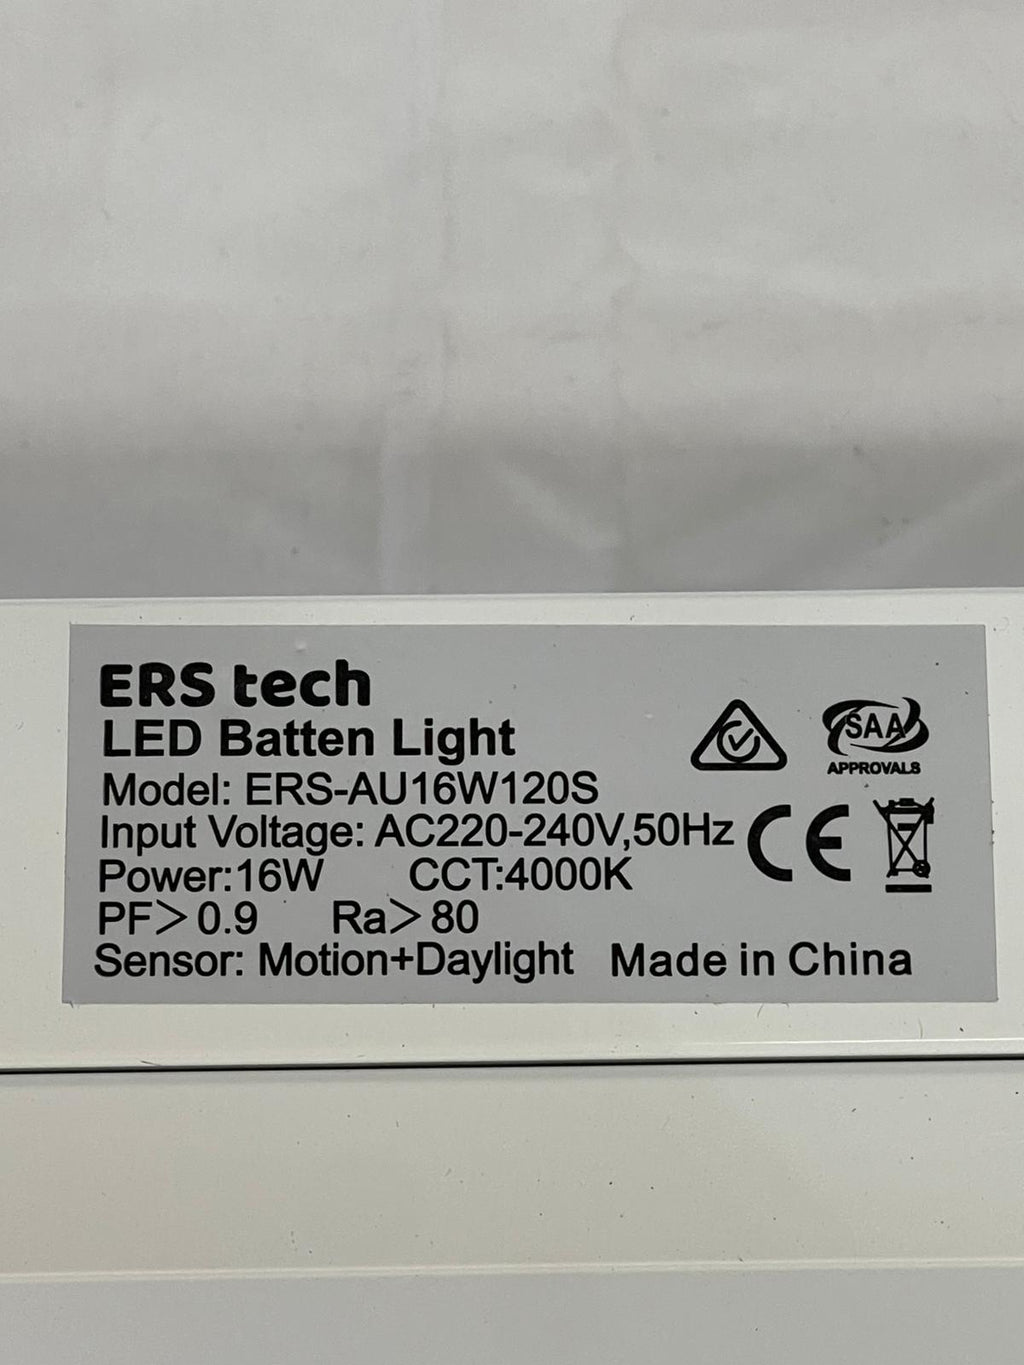 ERS tech
LED Batten Light
Model: ERS-AU16W120S
Input Voltage: AC220-240V,50Hz
Power:16W CCT:4000K
PF＞0.9 Ra＞80
Sensor: Motion+Daylight Made in China
SAA
APPROVALS
CE